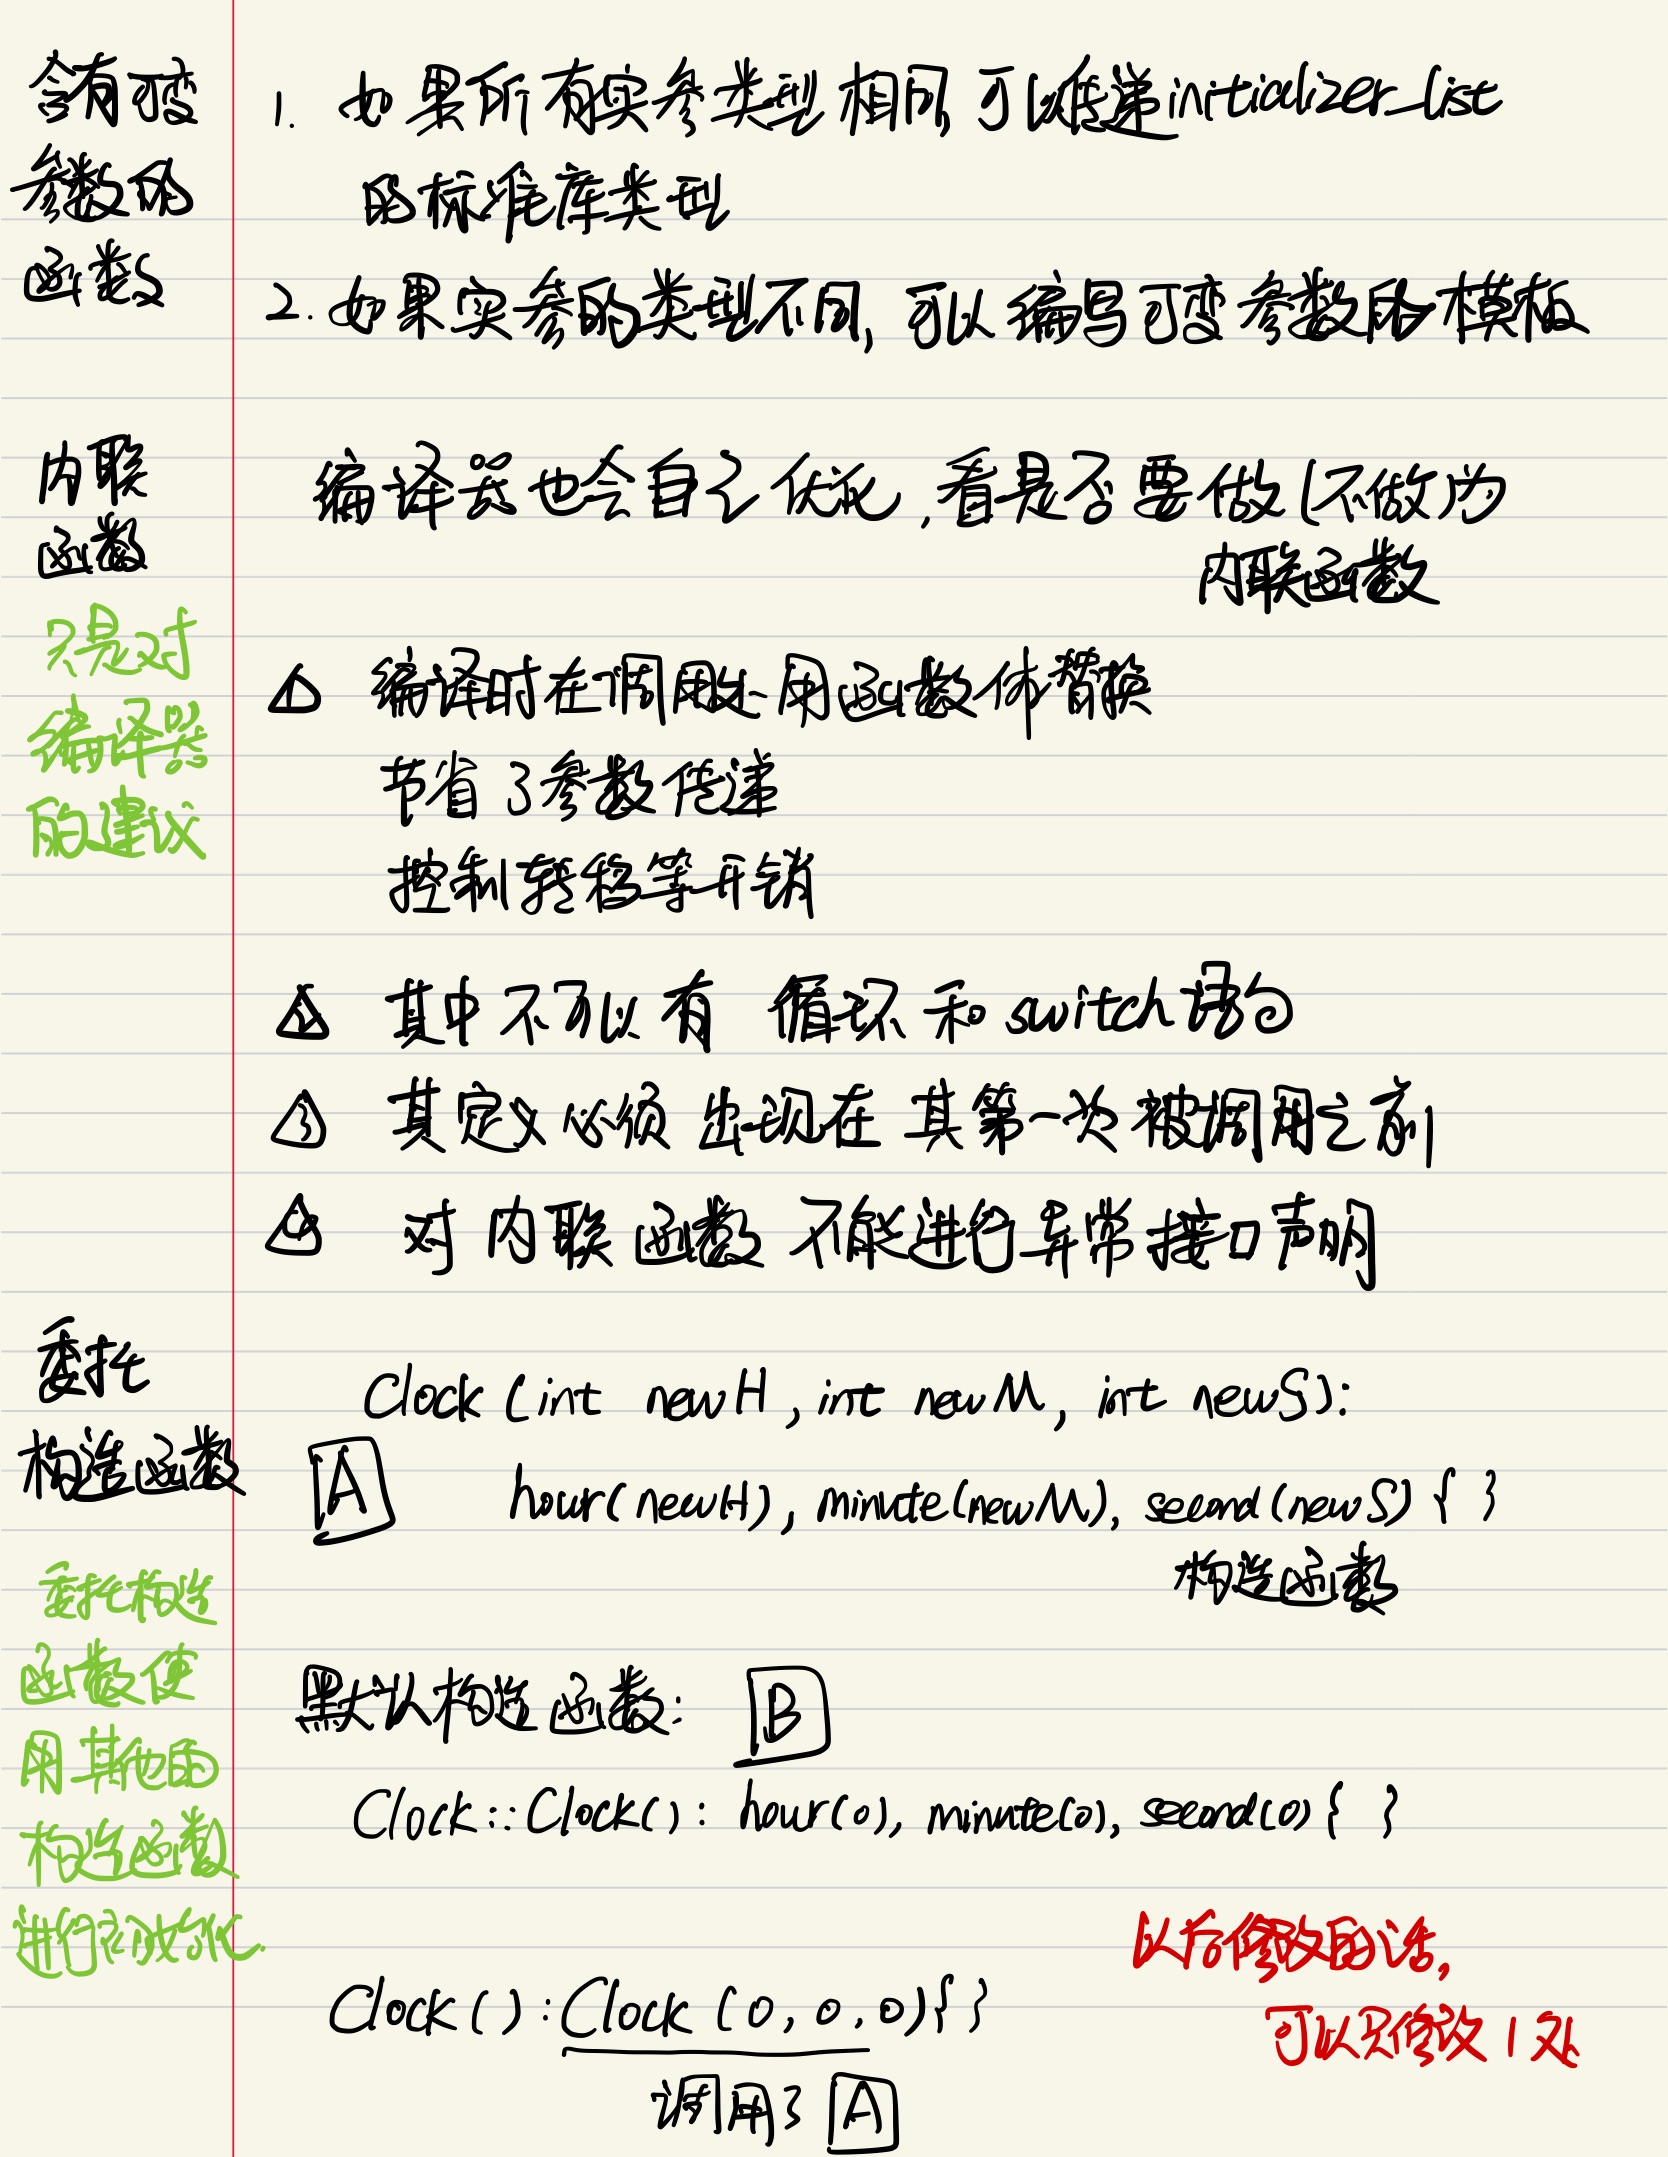 含有可变
参数的
函数
1. 如果所有实参类型相同,可以传递initializer_list
的标准库类型
2. 如果实参的类型不同,可以编写可变参数的模板
内联
函数
只是对
编译器
的建议
编译器也会自己优化,看是否要做(不做)为
内联函数
1 编译时在调用处用函数体替换
节省了参数传递
控制转移等开销
2 其中不可以有 循环和switch语句
3 其定义必须出现在其第一次被调用之前
4 对内联函数不能进行异常接口声明
委托
构造函数
委托构造
函数使
用其他的
构造函数
进行初始化.
Clock (int newH, int newM, int newS):
A hour(newH), minute(newM), second(newS) { }
构造函数
默认构造函数: B
Clock::Clock(): hour(0), minute(0), second(0) { }
Clock(): Clock (0, 0, 0) { }
调用了 A
以后修改的话,
可以只修改1处